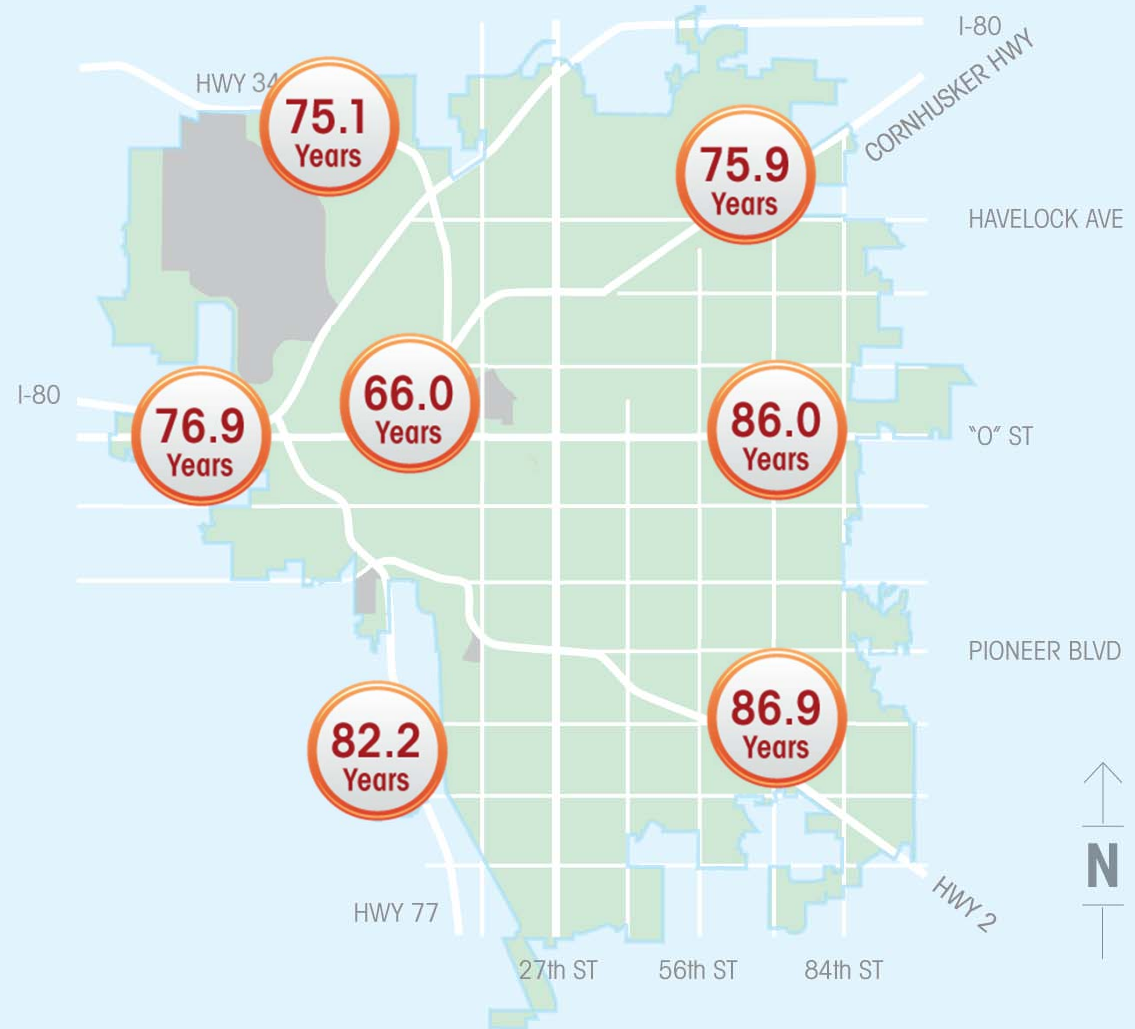 I-80
CORNHUSKER HWY
HWY 34
75.1
Years
75.9
Years
HAVELOCK AVE
I-80
66.0
Years
76.9
Years
86.0
Years
"O" ST
PIONEER BLVD
86.9
Years
82.2
Years
N
HWY 77
HWY 2
27th ST
56th ST
84th ST